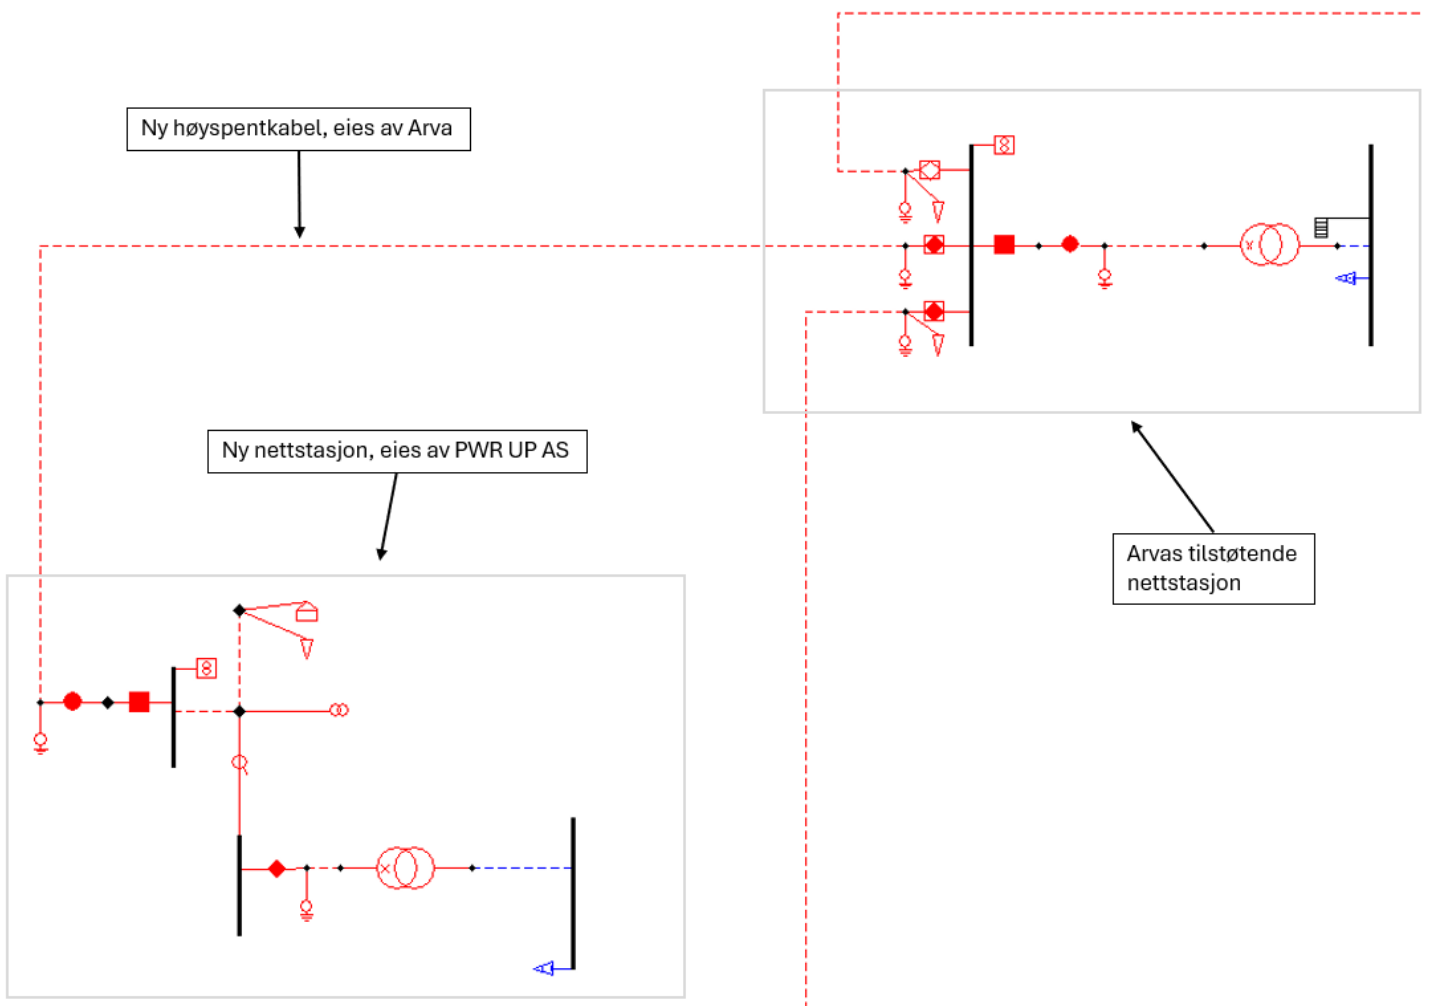 Ny høyspentkabel, eies av Arva
Ny nettstasjon, eies av PWR UP AS
Arvas tilstøtende
nettstasjon